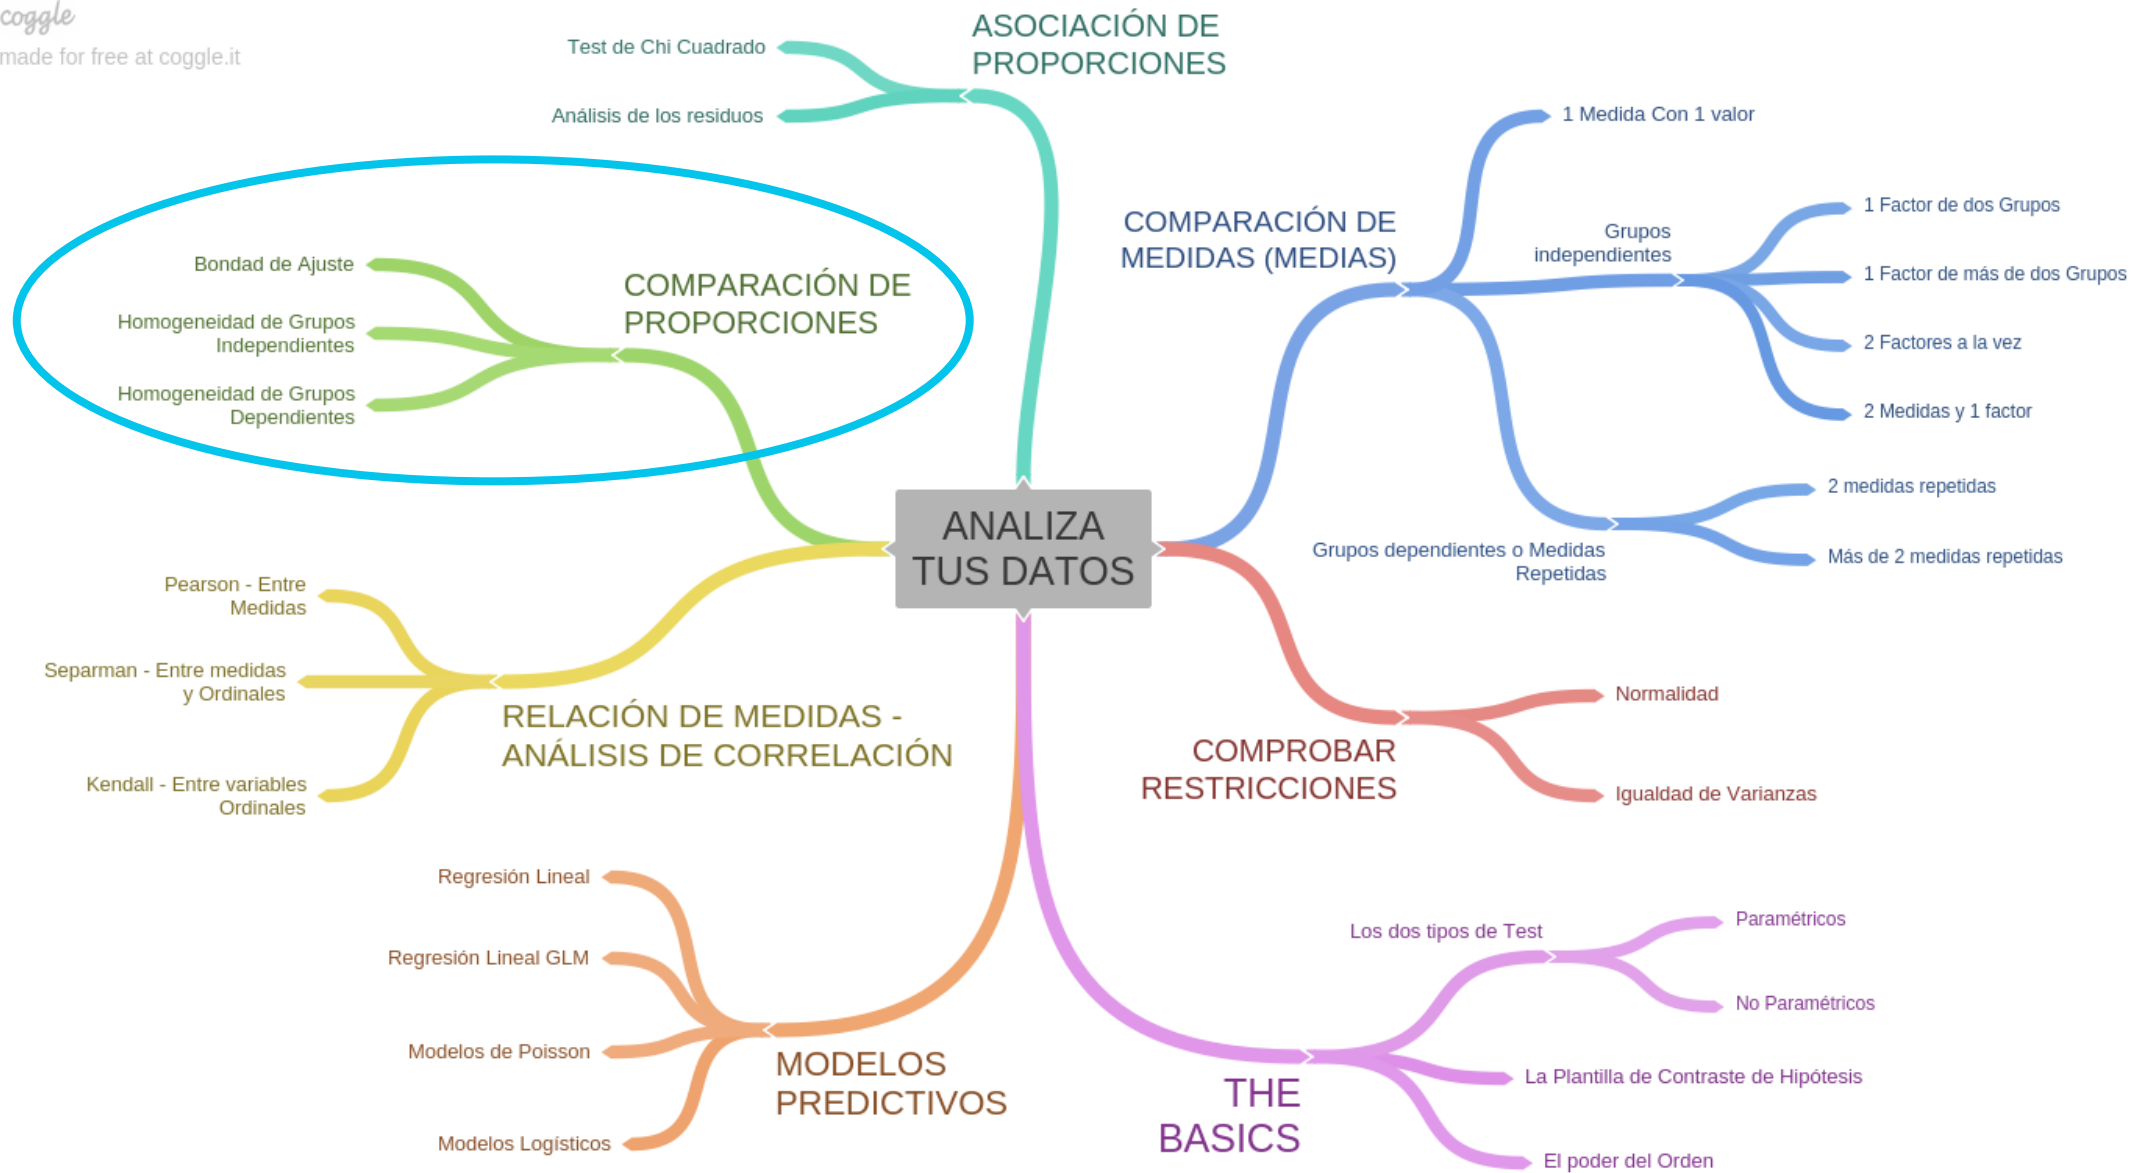 coggle
made for free at coggle.it
ASOCIACIÓN DE
PROPORCIONES
Test de Chi Cuadrado
Análisis de los residuos
COMPARACIÓN DE
PROPORCIONES
Bondad de Ajuste
Homogeneidad de Grupos
Independientes
Homogeneidad de Grupos
Dependientes
COMPARACIÓN DE
MEDIDAS (MEDIAS)
1 Medida Con 1 valor
Grupos
independientes
1 Factor de dos Grupos
1 Factor de más de dos Grupos
2 Factores a la vez
2 Medidas y 1 factor
Grupos dependientes o Medidas
Repetidas
2 medidas repetidas
Más de 2 medidas repetidas
ANALIZA
TUS DATOS
Pearson - Entre
Medidas
Separman - Entre medidas
y Ordinales
Kendall - Entre variables
Ordinales
RELACIÓN DE MEDIDAS -
ANÁLISIS DE CORRELACIÓN
COMPROBAR
RESTRICCIONES
Normalidad
Igualdad de Varianzas
Regresión Lineal
Regresión Lineal GLM
Modelos de Poisson
Modelos Logísticos
MODELOS
PREDICTIVOS
THE
BASICS
Los dos tipos de Test
Paramétricos
No Paramétricos
La Plantilla de Contraste de Hipótesis
El poder del Orden